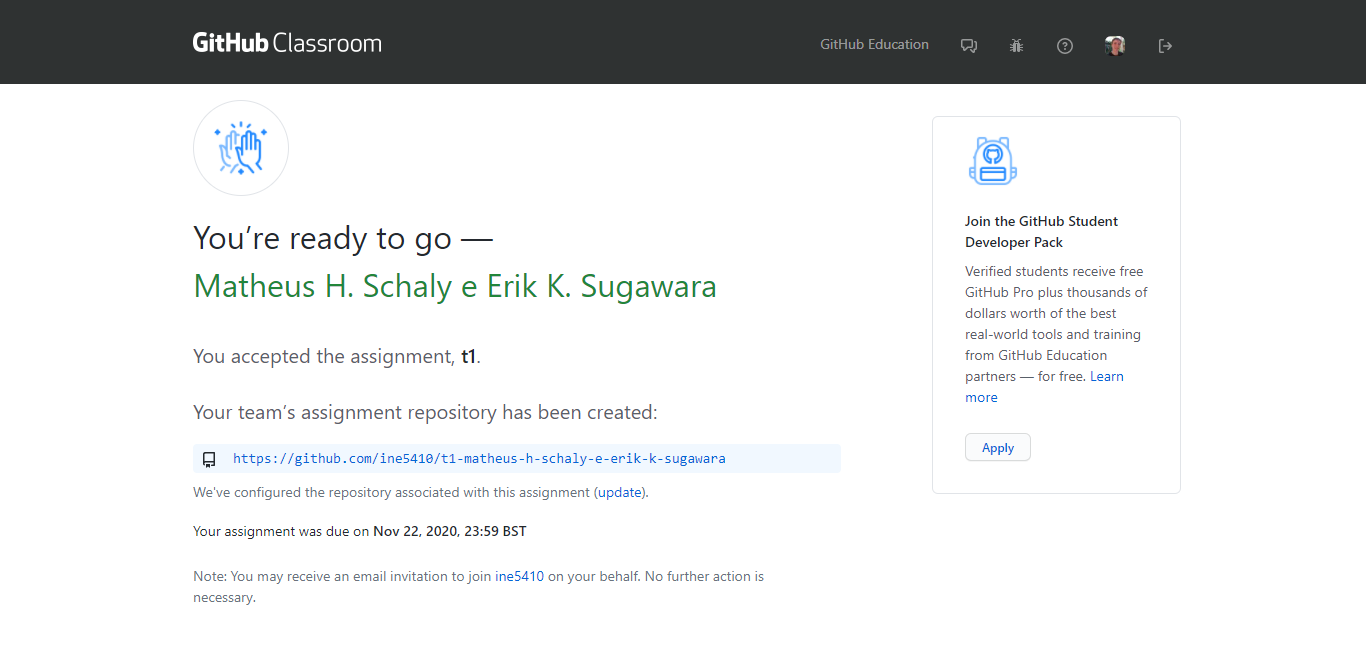 GitHub Classroom
GitHub Education
You’re ready to go —
Matheus H. Schaly e Erik K. Sugawara
You accepted the assignment, t1.
Your team’s assignment repository has been created:
https://github.com/ine5410/t1-matheus-h-schaly-e-erik-k-sugawara
We've configured the repository associated with this assignment (update).
Your assignment was due on Nov 22, 2020, 23:59 BST
Note: You may receive an email invitation to join ine5410 on your behalf. No further action is
necessary.
Join the GitHub Student
Developer Pack
Verified students receive free
GitHub Pro plus thousands of
dollars worth of the best
real-world tools and training
from GitHub Education
partners — for free. Learn
more
Apply